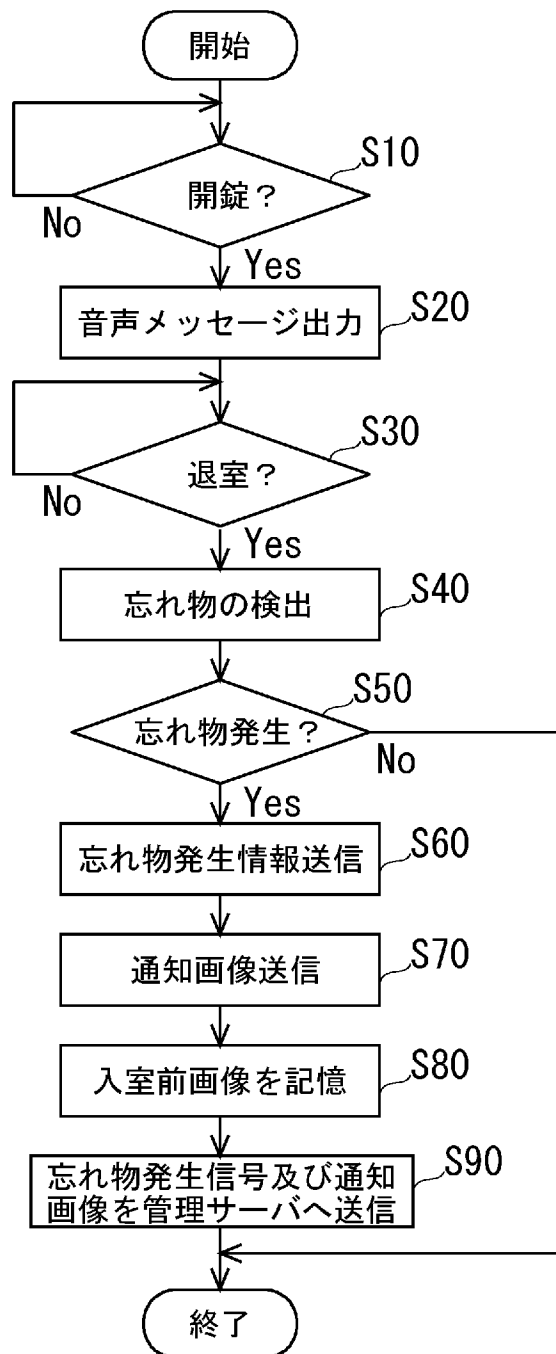 開始
S10
開錠？
No
Yes
音声メッセージ出力
S20
S30
退室？
No
Yes
忘れ物の検出
S40
S50
忘れ物発生？
No
Yes
忘れ物発生情報送信
S60
通知画像送信
S70
入室前画像を記憶
S80
忘れ物発生信号及び通知
画像を管理サーバへ送信
S90
終了